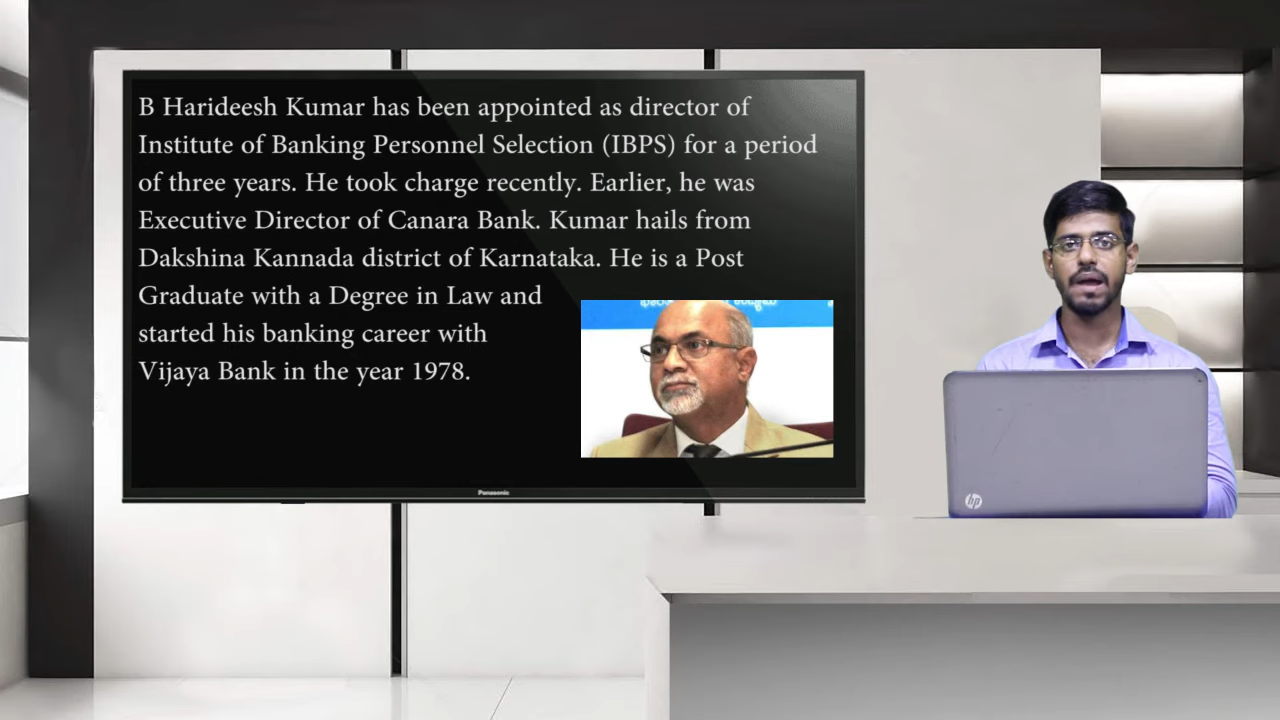 B Harideesh Kumar has been appointed as director of
Institute of Banking Personnel Selection (IBPS) for a period
of three years. He took charge recently. Earlier, he was
Executive Director of Canara Bank. Kumar hails from
Dakshina Kannada district of Karnataka. He is a Post
Graduate with a Degree in Law and
started his banking career with
Vijaya Bank in the year 1978.
Panasonic
hp